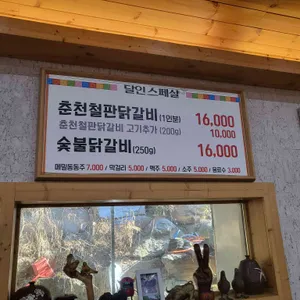 달인스페샬
춘천철판닭갈비(1인분) 16,000
춘천철판닭갈비 고기추가 (200g) 10,000
숯불닭갈비(250g) 16,000
메밀동동주 7,000 / 막걸리 5,000 / 맥주 5,000 / 소주 5,000 / 음료수 3,000